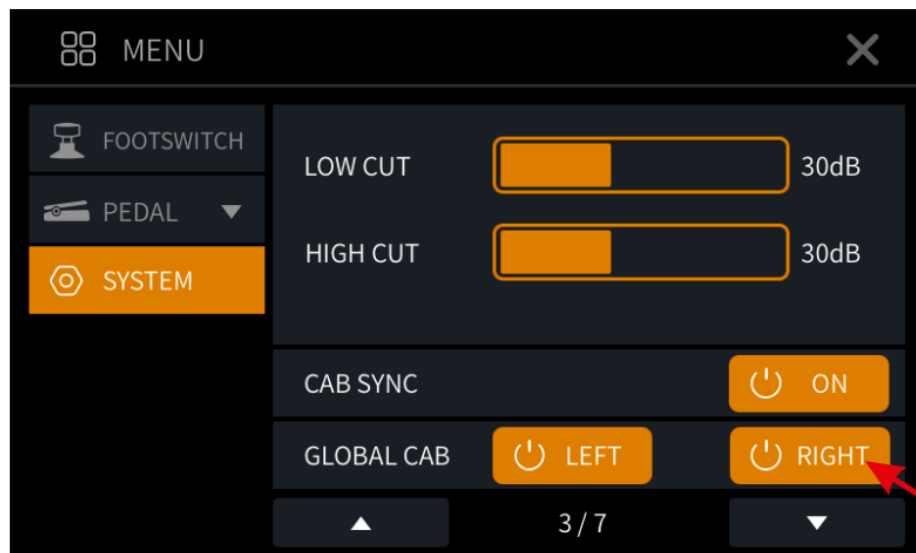 MENU
FOOTSWITCH
PEDAL
SYSTEM
LOW CUT 30dB
HIGH CUT 30dB
CAB SYNC ON
GLOBAL CAB LEFT RIGHT
3 / 7